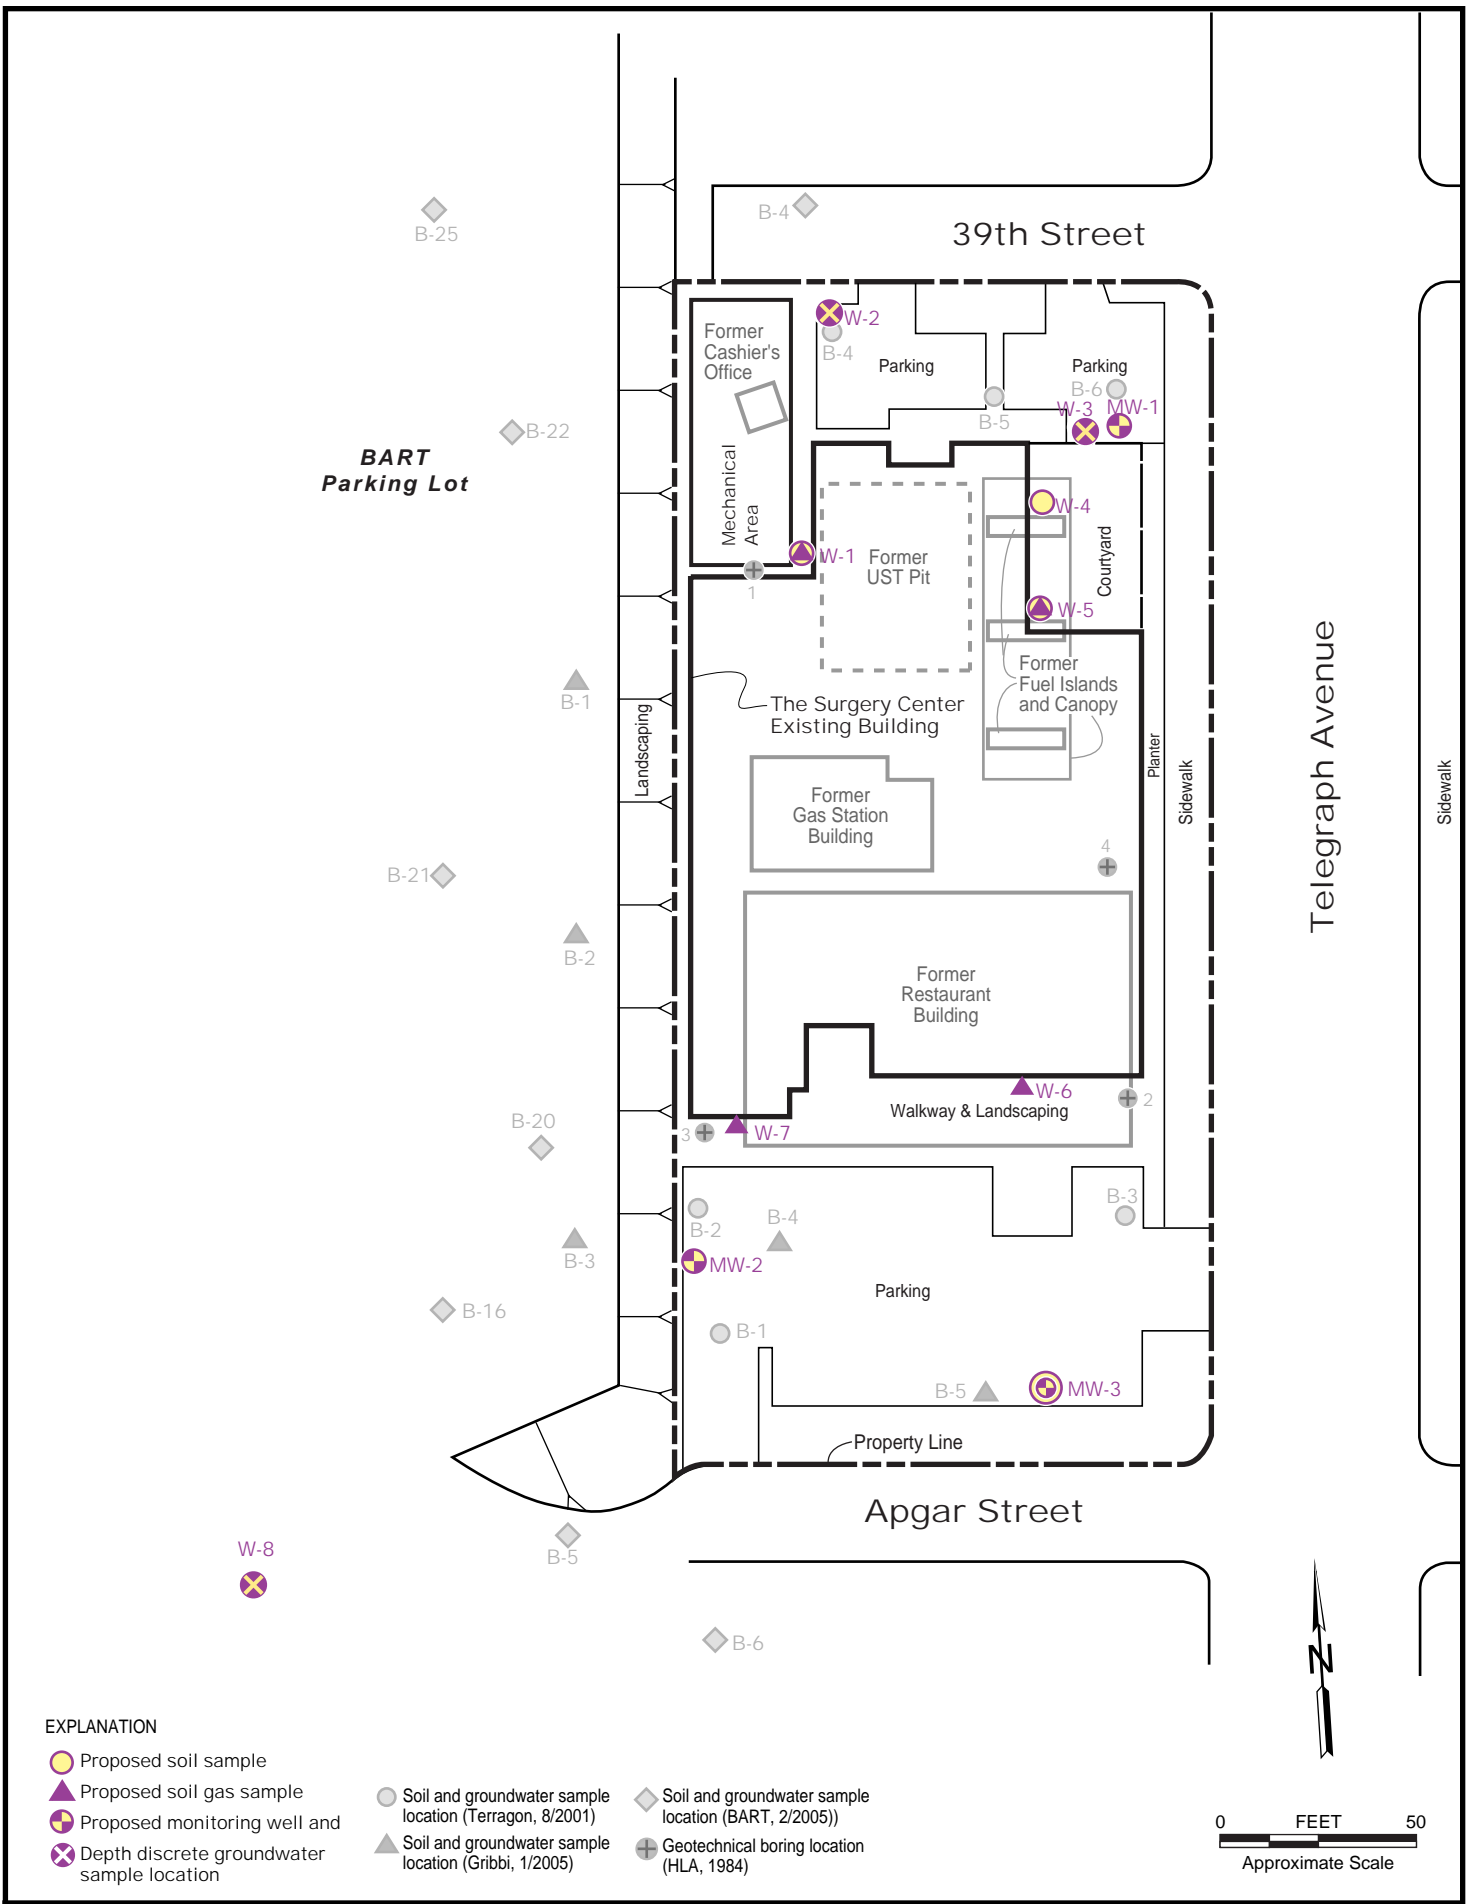 B-25
B-4
39th Street
Former
Cashier's
Office
W-2
B-4
Parking
Parking
B-6
W-3
MW-1
B-5
B-22
BART
Parking Lot
Mechanical
Area
W-4
Courtyard
W-1
Former
UST Pit
1
W-5
Former
Fuel Islands
and Canopy
B-1
Landscaping
The Surgery Center
Existing Building
Planter
Sidewalk
Telegraph Avenue
Sidewalk
Former
Gas Station
Building
4
B-21
B-2
Former
Restaurant
Building
W-6
Walkway & Landscaping
2
B-20
3
W-7
B-3
B-2
B-4
B-3
MW-2
Parking
B-16
B-1
B-5
MW-3
Property Line
Apgar Street
W-8
B-5
B-6
N
EXPLANATION
Proposed soil sample
Proposed soil gas sample
Proposed monitoring well and
Depth discrete groundwater
sample location
Soil and groundwater sample
location (Terragon, 8/2001)
Soil and groundwater sample
location (Gribbi, 1/2005)
Soil and groundwater sample
location (BART, 2/2005))
Geotechnical boring location
(HLA, 1984)
0 FEET 50
Approximate Scale